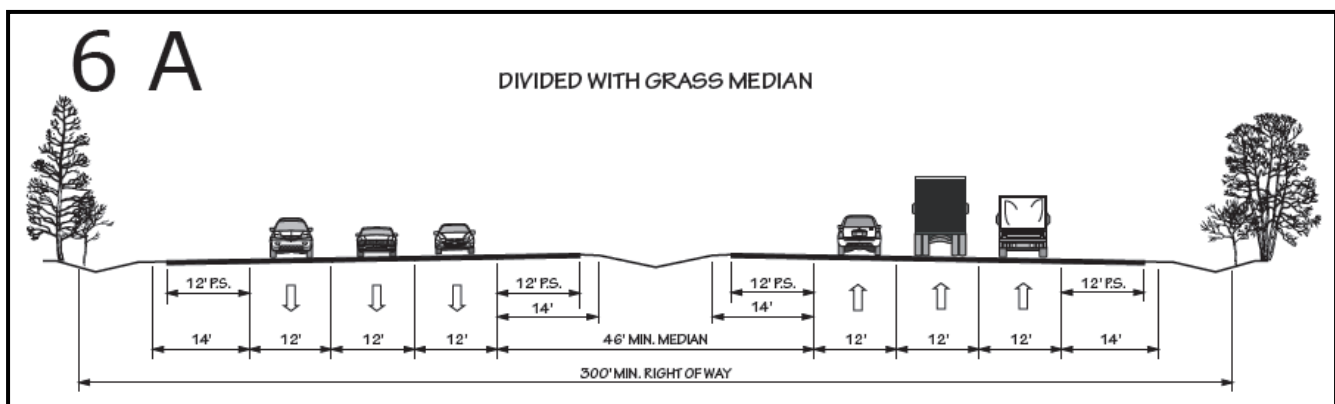 6 A
DIVIDED WITH GRASS MEDIAN
12' P.S. 12' P.S. 12' P.S. 12' P.S.
14' 14'
14' 12' 12' 12' 46' MIN. MEDIAN 12' 12' 12' 14'
300' MIN. RIGHT OF WAY